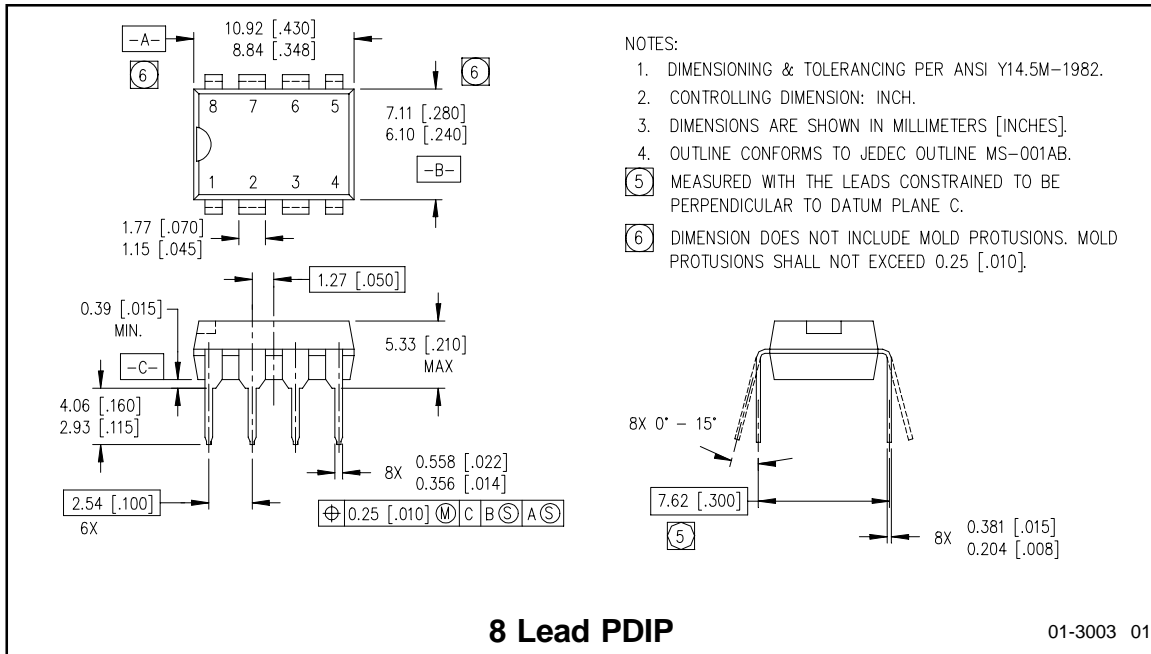 -A-
10.92 [.430]
8.84 [.348]
6
6
8 7 6 5
7.11 [.280]
6.10 [.240]
-B-
1 2 3 4
1.77 [.070]
1.15 [.045]
1.27 [.050]
0.39 [.015]
MIN.
5.33 [.210]
MAX
-C-
4.06 [.160]
2.93 [.115]
8X 0.558 [.022]
0.356 [.014]
2.54 [.100]
6X
⌖ 0.25 [.010] Ⓜ C B Ⓢ A Ⓢ
NOTES:
1. DIMENSIONING & TOLERANCING PER ANSI Y14.5M-1982.
2. CONTROLLING DIMENSION: INCH.
3. DIMENSIONS ARE SHOWN IN MILLIMETERS [INCHES].
4. OUTLINE CONFORMS TO JEDEC OUTLINE MS-001AB.
5 MEASURED WITH THE LEADS CONSTRAINED TO BE
PERPENDICULAR TO DATUM PLANE C.
6 DIMENSION DOES NOT INCLUDE MOLD PROTUSIONS. MOLD
PROTUSIONS SHALL NOT EXCEED 0.25 [.010].
8X 0° - 15°
7.62 [.300]
5
8X 0.381 [.015]
0.204 [.008]
8 Lead PDIP
01-3003 01